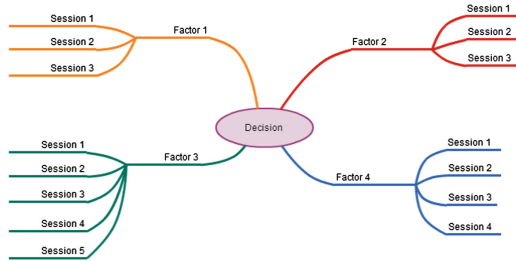 Session 1
Session 2
Session 3
Factor 1
Factor 2
Session 1
Session 2
Session 3
Decision
Session 1
Session 2
Session 3
Session 4
Session 5
Factor 3
Factor 4
Session 1
Session 2
Session 3
Session 4